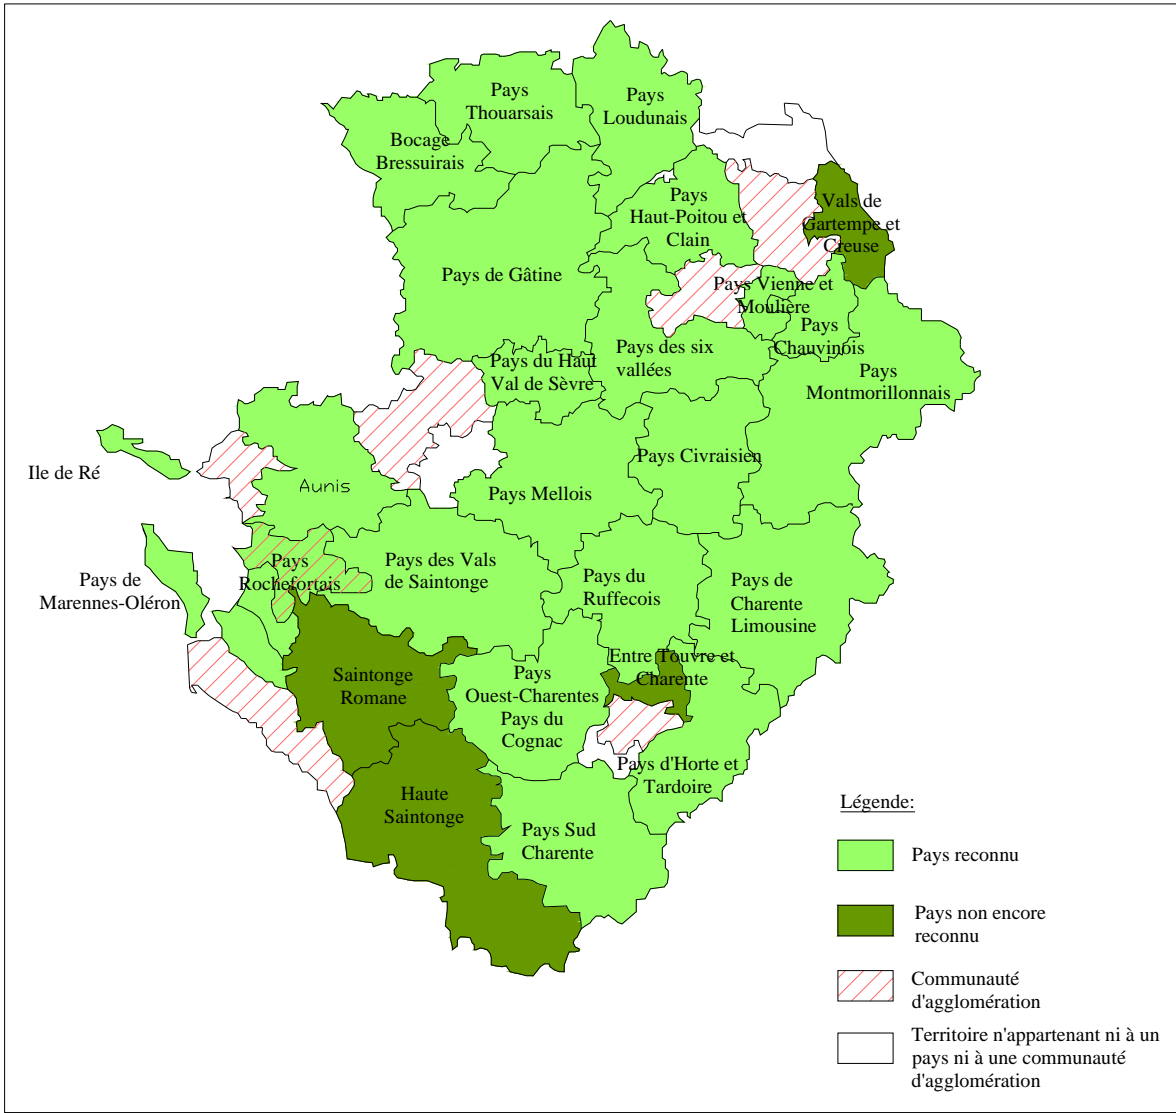 Pays
Thouarsais
Pays
Loudunais
Bocage
Bressuirais
Pays
Haut-Poitou et
Clain
Vals de
Gartempe et
Creuse
Pays de Gâtine
Pays Vienne et
Moulière
Pays
Chauvinois
Pays du Haut
Val de Sèvre
Pays des six
vallées
Pays
Montmorillonnais
Ile de Ré
Aunis
Pays Civraisien
Pays Mellois
Pays de
Marennes-Oléron
Pays
Rochefortais
Pays des Vals
de Saintonge
Pays du
Ruffecois
Pays de
Charente
Limousine
Saintonge
Romane
Pays
Ouest-Charentes
Pays du
Cognac
Entre Touvre et
Charente
Pays d'Horte et
Tardoire
Haute
Saintonge
Pays Sud
Charente
Légende:
Pays reconnu
Pays non encore
reconnu
Communauté
d'agglomération
Territoire n'appartenant ni à un
pays ni à une communauté
d'agglomération